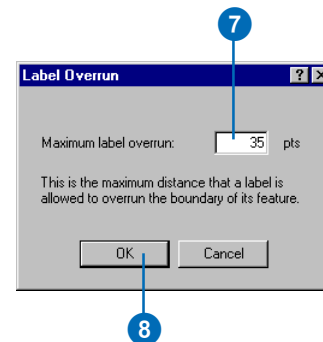 7
Label Overrun ? X
Maximum label overrun: 35 pts
This is the maximum distance that a label is
allowed to overrun the boundary of its feature.
OK Cancel
8